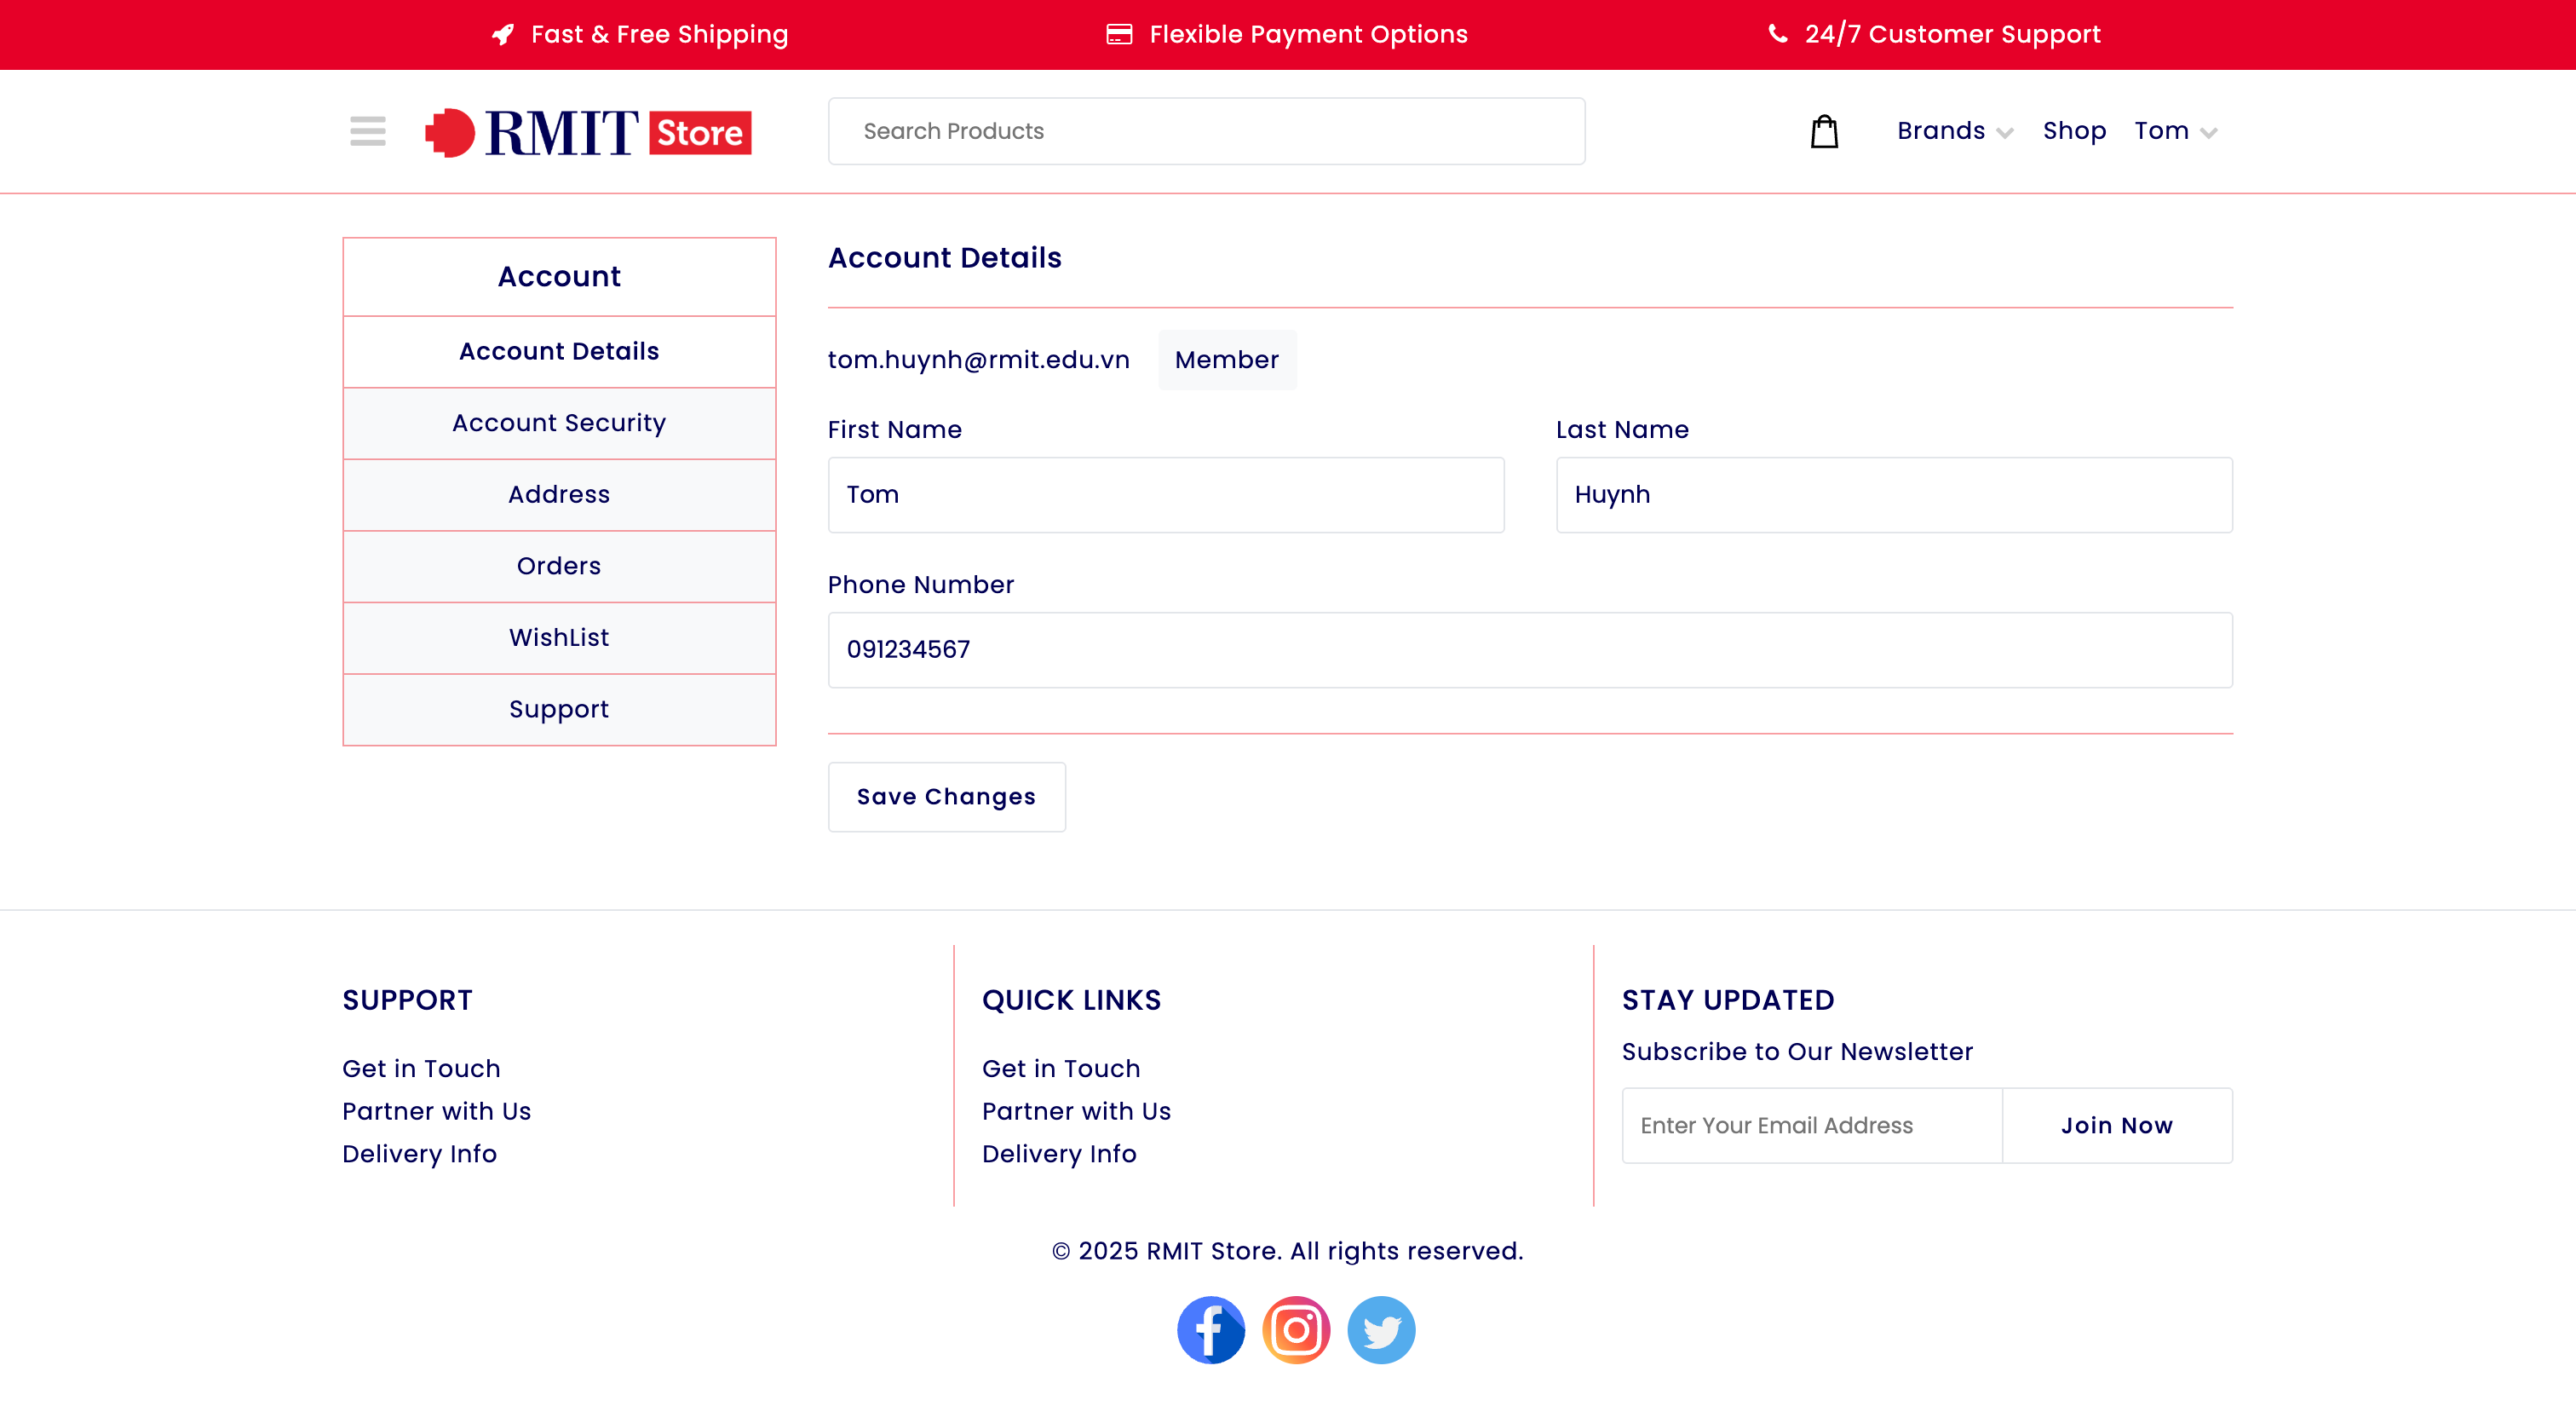 Fast & Free Shipping
Flexible Payment Options
24/7 Customer Support
RMIT Store
Search Products
Brands
Shop
Tom
Account
Account Details
Account Security
Address
Orders
WishList
Support
Account Details
tom.huynh@rmit.edu.vn Member
First Name
Tom
Last Name
Huynh
Phone Number
091234567
Save Changes
SUPPORT
Get in Touch
Partner with Us
Delivery Info
QUICK LINKS
Get in Touch
Partner with Us
Delivery Info
STAY UPDATED
Subscribe to Our Newsletter
Enter Your Email Address
Join Now
© 2025 RMIT Store. All rights reserved.